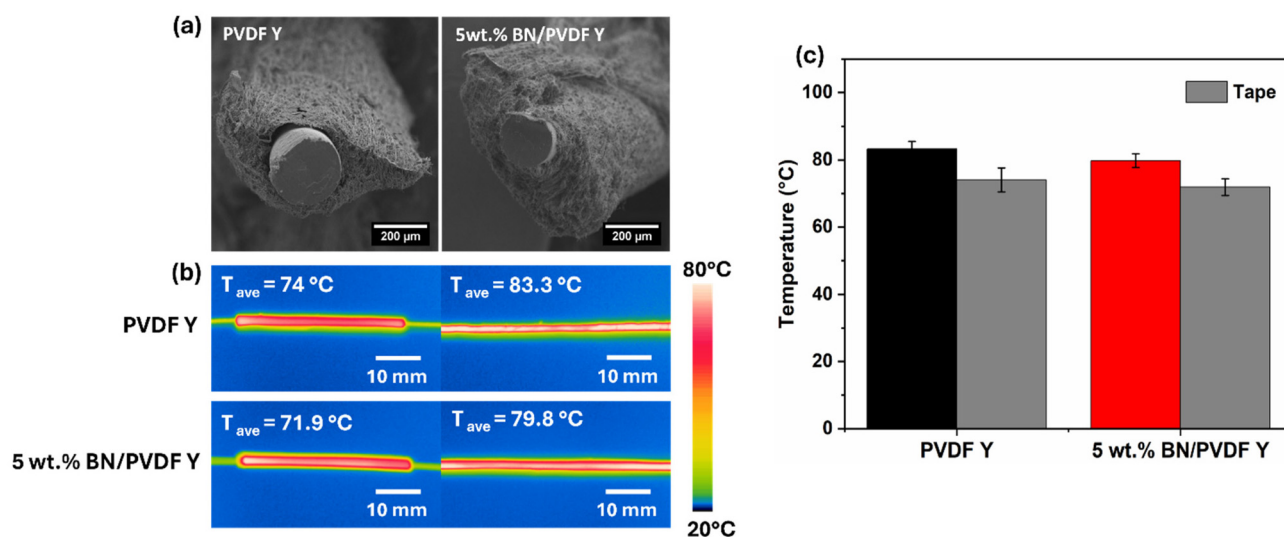 (a)
PVDF Y
5wt.% BN/PVDF Y
200 µm
200 µm
(b)
PVDF Y
T ave = 74 °C
10 mm
T ave = 83.3 °C
10 mm
5 wt.% BN/PVDF Y
T ave = 71.9 °C
10 mm
T ave = 79.8 °C
10 mm
80°C
20°C
(c)
Temperature (°C)
100
80
60
40
20
0
Tape
PVDF Y
5 wt.% BN/PVDF Y